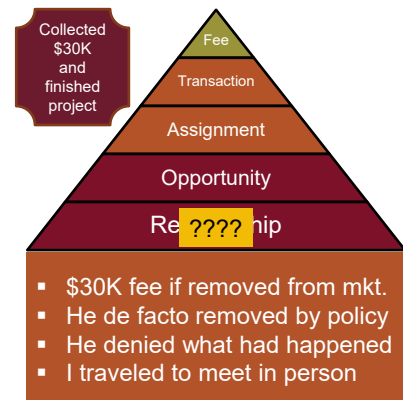 Collected
$30K
and
finished
project
Fee
Transaction
Assignment
Opportunity
Re ???? hip
▪ $30K fee if removed from mkt.
▪ He de facto removed by policy
▪ He denied what had happened
▪ I traveled to meet in person